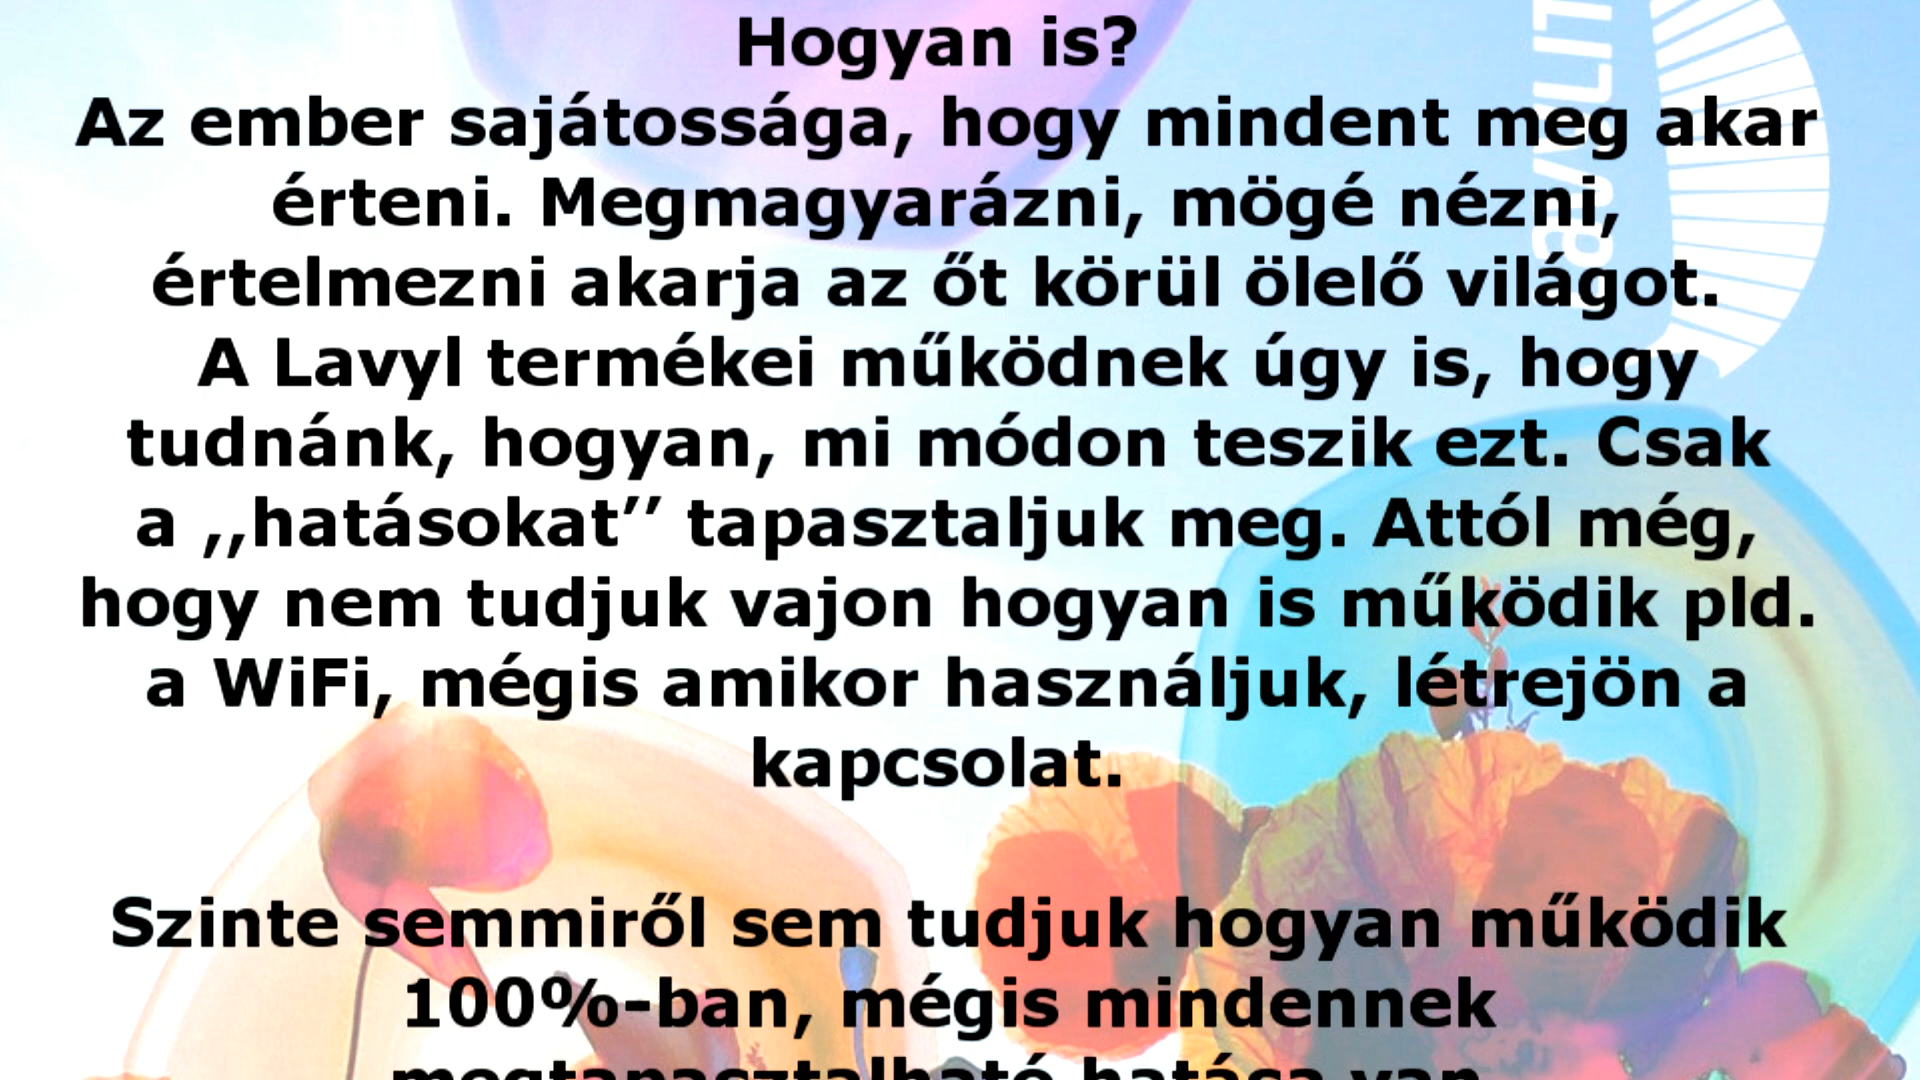 Hogyan is?
Az ember sajátossága, hogy mindent meg akar
érteni. Megmagyarázni, mögé nézni,
értelmezni akarja az őt körül ölelő világot.
A Lavyl termékei működnek úgy is, hogy
tudnánk, hogyan, mi módon teszik ezt. Csak
a ,,hatásokat’’ tapasztaljuk meg. Attól még,
hogy nem tudjuk vajon hogyan is működik pld.
a WiFi, mégis amikor használjuk, létrejön a
kapcsolat.
Szinte semmiről sem tudjuk hogyan működik
100%-ban, mégis mindennek
megtapasztalható hatása van